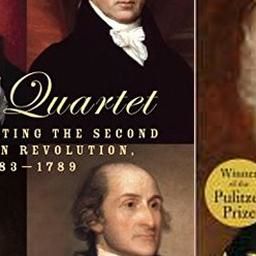 Quartet
TING THE SECOND
N REVOLUTION,
83–1789
Winner
of the
Pulitze
Prize